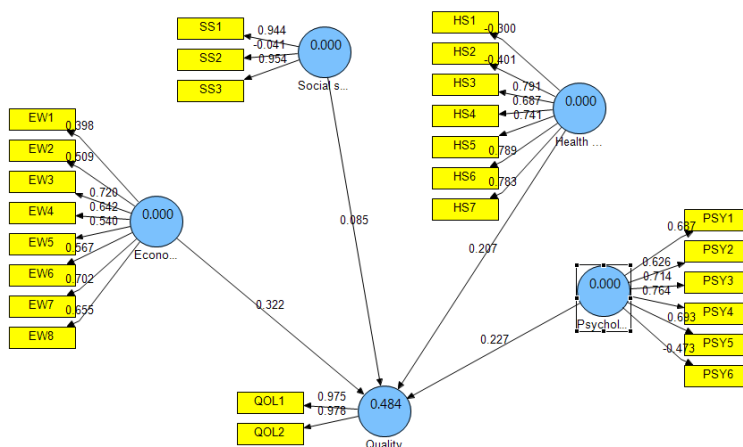 SS1
0.944
SS2
-0.041
SS3
0.954
0.000
Social s...
HS1
-0.300
HS2
-0.401
HS3
0.791
HS4
0.687
HS5
0.741
HS6
0.789
HS7
0.783
0.000
Health ...
EW1
0.398
EW2
0.509
EW3
0.720
EW4
0.642
EW5
0.540
EW6
0.567
EW7
0.702
EW8
0.655
0.000
Econo...
0.085
0.207
0.322
0.227
PSY1
0.687
PSY2
0.626
PSY3
0.714
PSY4
0.764
PSY5
0.693
PSY6
-0.473
0.000
Psychol...
QOL1
0.975
QOL2
0.978
0.484
Quality